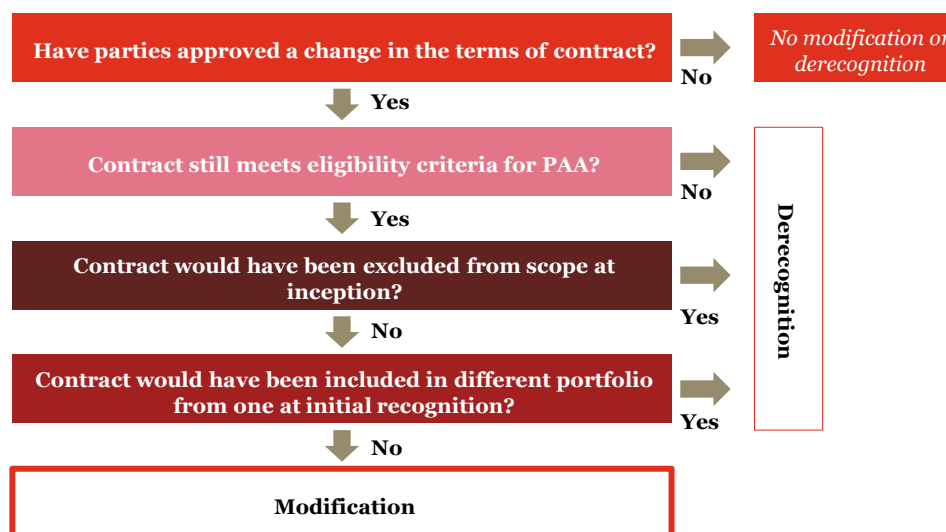 Have parties approved a change in the terms of contract?
No
No modification or
derecognition
Yes
Contract still meets eligibility criteria for PAA?
No
Yes
Contract would have been excluded from scope at
inception?
Yes
No
Contract would have been included in different portfolio
from one at initial recognition?
Yes
No
Derecognition
Modification